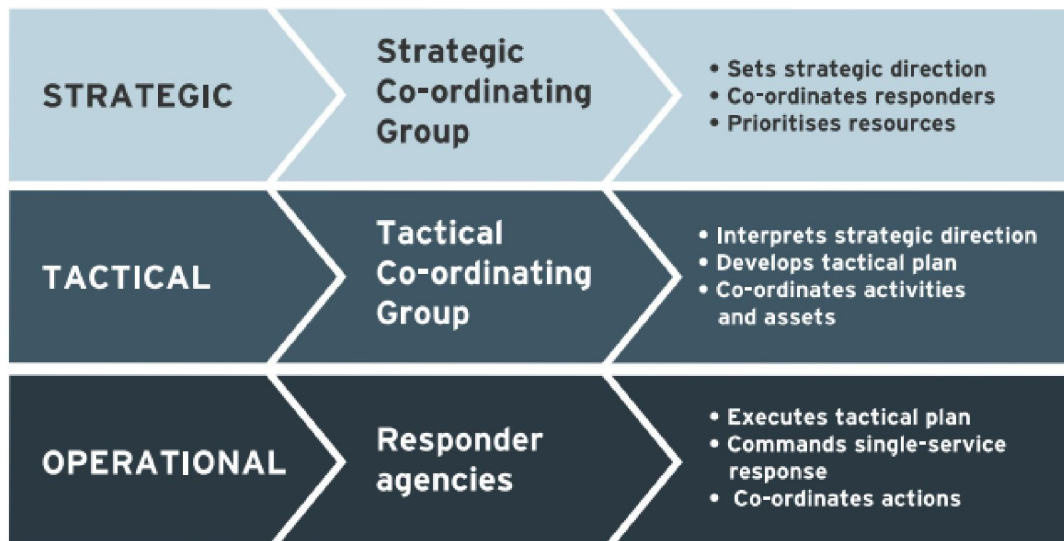 STRATEGIC
Strategic
Co-ordinating
Group
• Sets strategic direction
• Co-ordinates responders
• Prioritises resources
TACTICAL
Tactical
Co-ordinating
Group
• Interprets strategic direction
• Develops tactical plan
• Co-ordinates activities
and assets
OPERATIONAL
Responder
agencies
• Executes tactical plan
• Commands single-service
response
• Co-ordinates actions